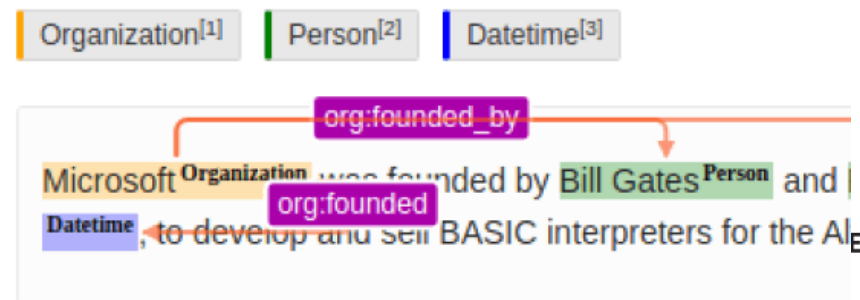 Organization[1] Person[2] Datetime[3]
org:founded_by
Microsoft Organization was founded by Bill Gates Person and
org:founded
Datetime, to develop and sell BASIC interpreters for the Al